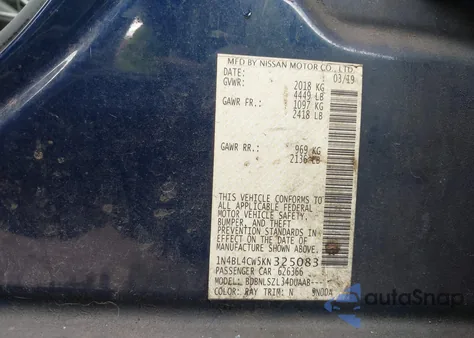 MFD BY NISSAN MOTOR CO., LTD.
DATE: 03/19
GVWR: 2018 KG
4449 LB
GAWR FR.: 1097 KG
2418 LB
GAWR RR.: 969 KG
2136 LB
THIS VEHICLE CONFORMS TO
ALL APPLICABLE FEDERAL
MOTOR VEHICLE SAFETY,
BUMPER, AND THEFT
PREVENTION STANDARDS
IN EFFECT ON THE DATE OF
MANUFACTURE SHOWN ABOVE.
1N4BL4CW5KN325083
PASSENGER CAR 626366
MODEL: BDBNLSZL34DUAAB---
COLOR: RAY TRIM: N
autoSnap